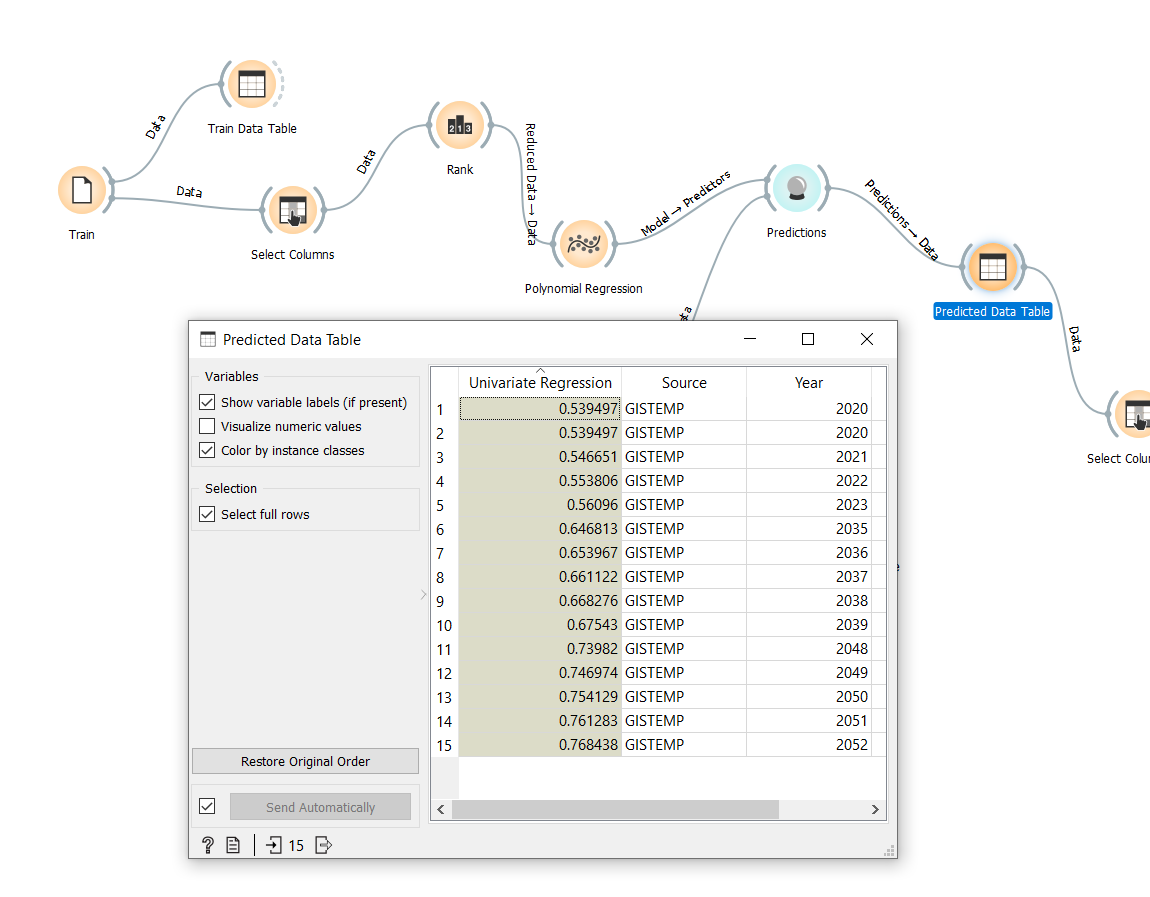 Data
Train Data Table
Train
Data
Select Columns
Data
Rank
Reduced Data → Data
Polynomial Regression
Model → Predictors
Predictions
Predictions → Data
Predicted Data Table
Data
Predicted Data Table
Variables
Show variable labels (if present)
Visualize numeric values
Color by instance classes
Selection
Select full rows
Restore Original Order
Send Automatically
15
Univariate Regression Source Year
1 0.539497 GISTEMP 2020
2 0.539497 GISTEMP 2020
3 0.546651 GISTEMP 2021
4 0.553806 GISTEMP 2022
5 0.56096 GISTEMP 2023
6 0.646813 GISTEMP 2035
7 0.653967 GISTEMP 2036
8 0.661122 GISTEMP 2037
9 0.668276 GISTEMP 2038
10 0.67543 GISTEMP 2039
11 0.73982 GISTEMP 2048
12 0.746974 GISTEMP 2049
13 0.754129 GISTEMP 2050
14 0.761283 GISTEMP 2051
15 0.768438 GISTEMP 2052
Select